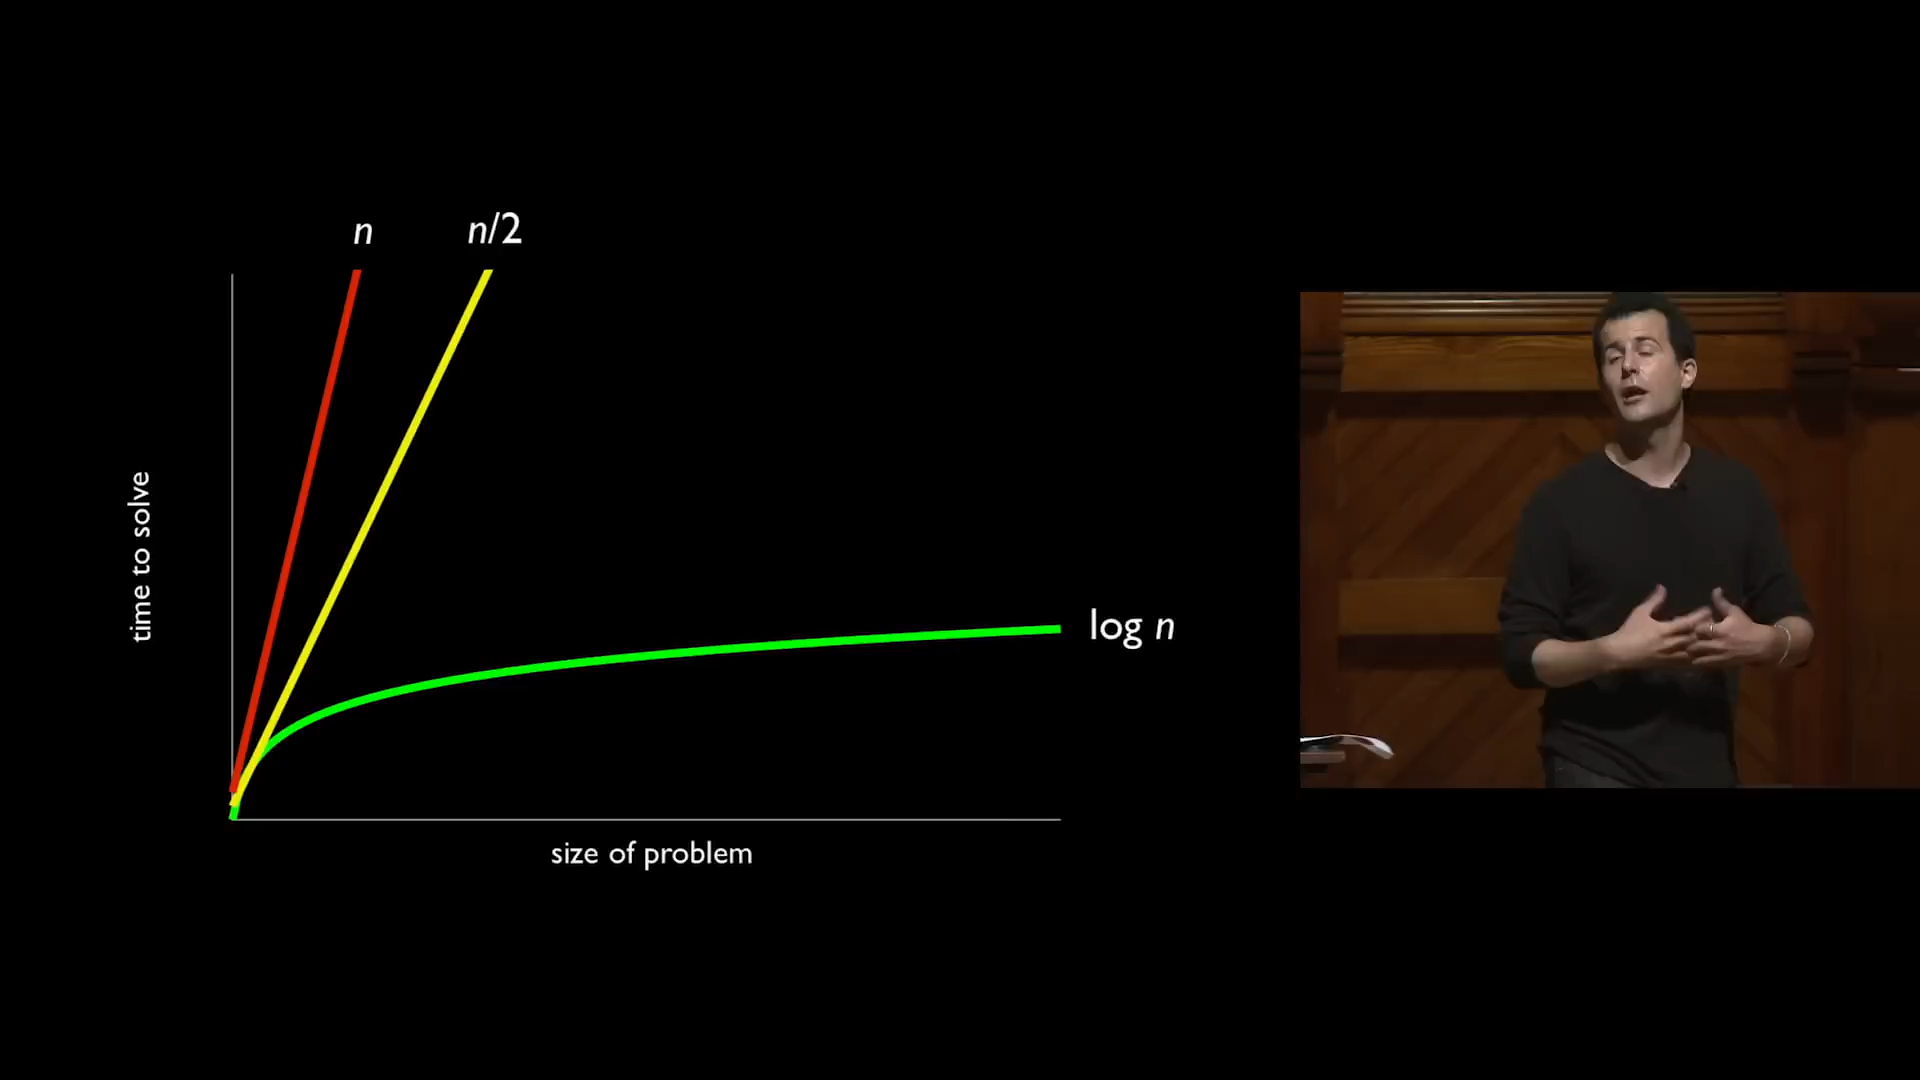 n
n/2
time to solve
log n
size of problem